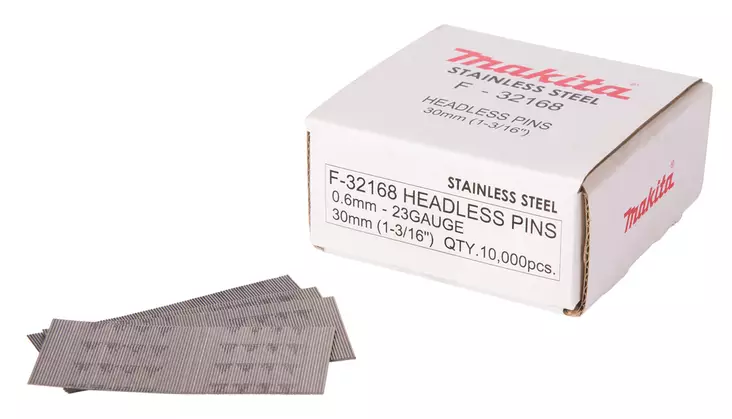 makita
STAINLESS STEEL
F - 32168
HEADLESS PINS
30mm (1-3/16")
STAINLESS STEEL
F-32168 HEADLESS PINS
0.6mm - 23GAUGE
30mm (1-3/16") QTY.10,000pcs.
makita